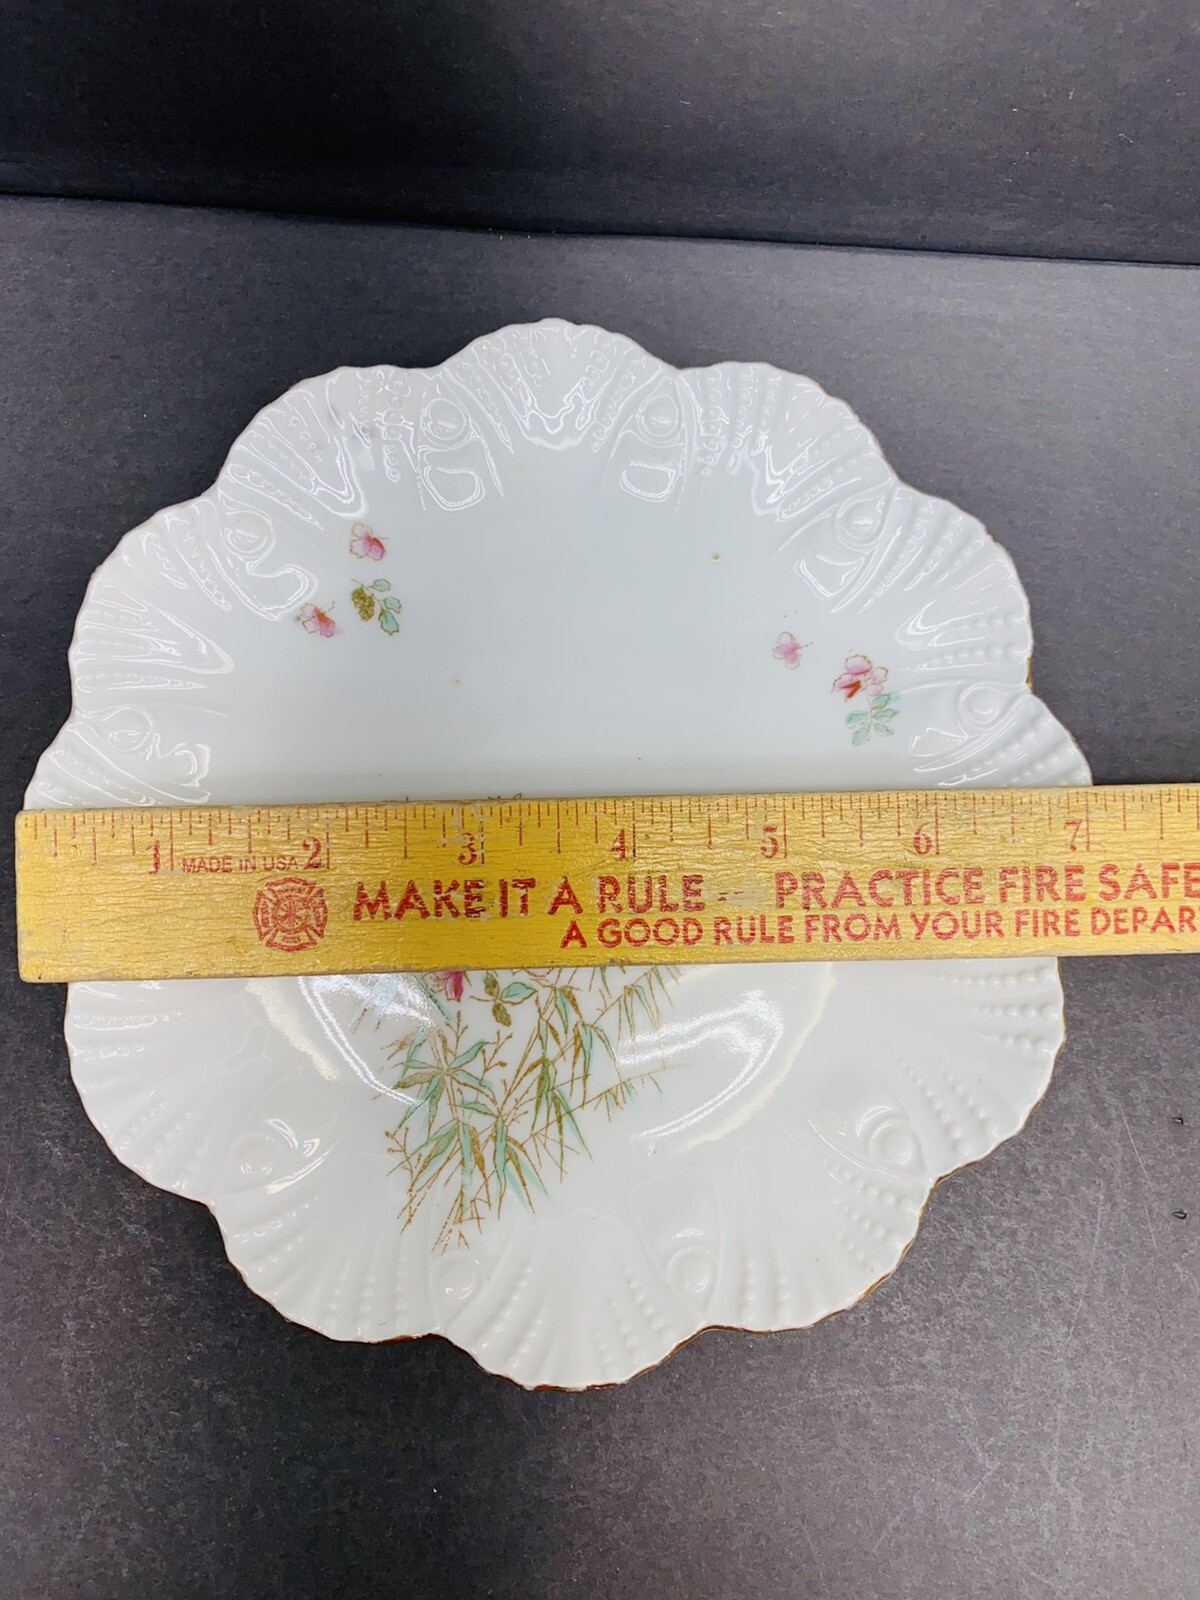 1 2 3 4 5 6 7
MADE IN USA
MAKE IT A RULE - PRACTICE FIRE SAFE
A GOOD RULE FROM YOUR FIRE DEPAR